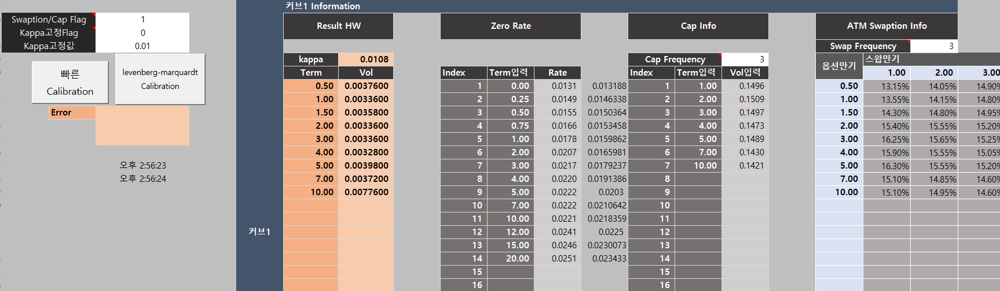 커브1 Information
Swaption/Cap Flag 1 Result HW Zero Rate Cap Info ATM Swaption Info
Kappa고정Flag 0
Kappa고정값 0.01 Swap Frequency 3
kappa 0.0108 Cap Frequency 3 옵션만기 스왑만기
빠른 Calibration
levenberg-marquardt Calibration
Term Vol Index Term입력 Rate Index Term입력 Vol입력 1.00 2.00 3.00
0.50 0.0037600 1 0.00 0.0131 0.013188 1 1.00 0.1496 0.50 13.15% 14.05% 14.90%
1.00 0.0033600 2 0.25 0.0149 0.0146338 2 2.00 0.1509 1.00 13.55% 14.15% 14.80%
Error 1.50 0.0035800 3 0.50 0.0155 0.0150364 3 3.00 0.1497 1.50 14.30% 14.80% 14.95%
2.00 0.0033600 4 0.75 0.0166 0.0153458 4 4.00 0.1473 2.00 15.40% 15.55% 15.20%
3.00 0.0033600 5 1.00 0.0178 0.0159862 5 5.00 0.1489 3.00 16.25% 15.65% 15.25%
4.00 0.0032800 6 2.00 0.0207 0.0165981 6 7.00 0.1430 4.00 15.90% 15.55% 15.05%
오후 2:56:23 5.00 0.0039800 7 3.00 0.0217 0.0179237 7 10.00 0.1421 5.00 16.30% 15.55% 15.20%
오후 2:56:24 7.00 0.0037200 8 4.00 0.0220 0.0191386 8 7.00 15.10% 14.85% 14.60%
10.00 0.0077600 9 5.00 0.0222 0.0203 9 10.00 15.10% 14.95% 14.60%
10 7.00 0.0222 0.0210642 10
11 10.00 0.0221 0.0218359 11
커브1 12 12.00 0.0241 0.0225 12
13 15.00 0.0246 0.0230073 13
14 20.00 0.0251 0.023433 14
15 15
16 16